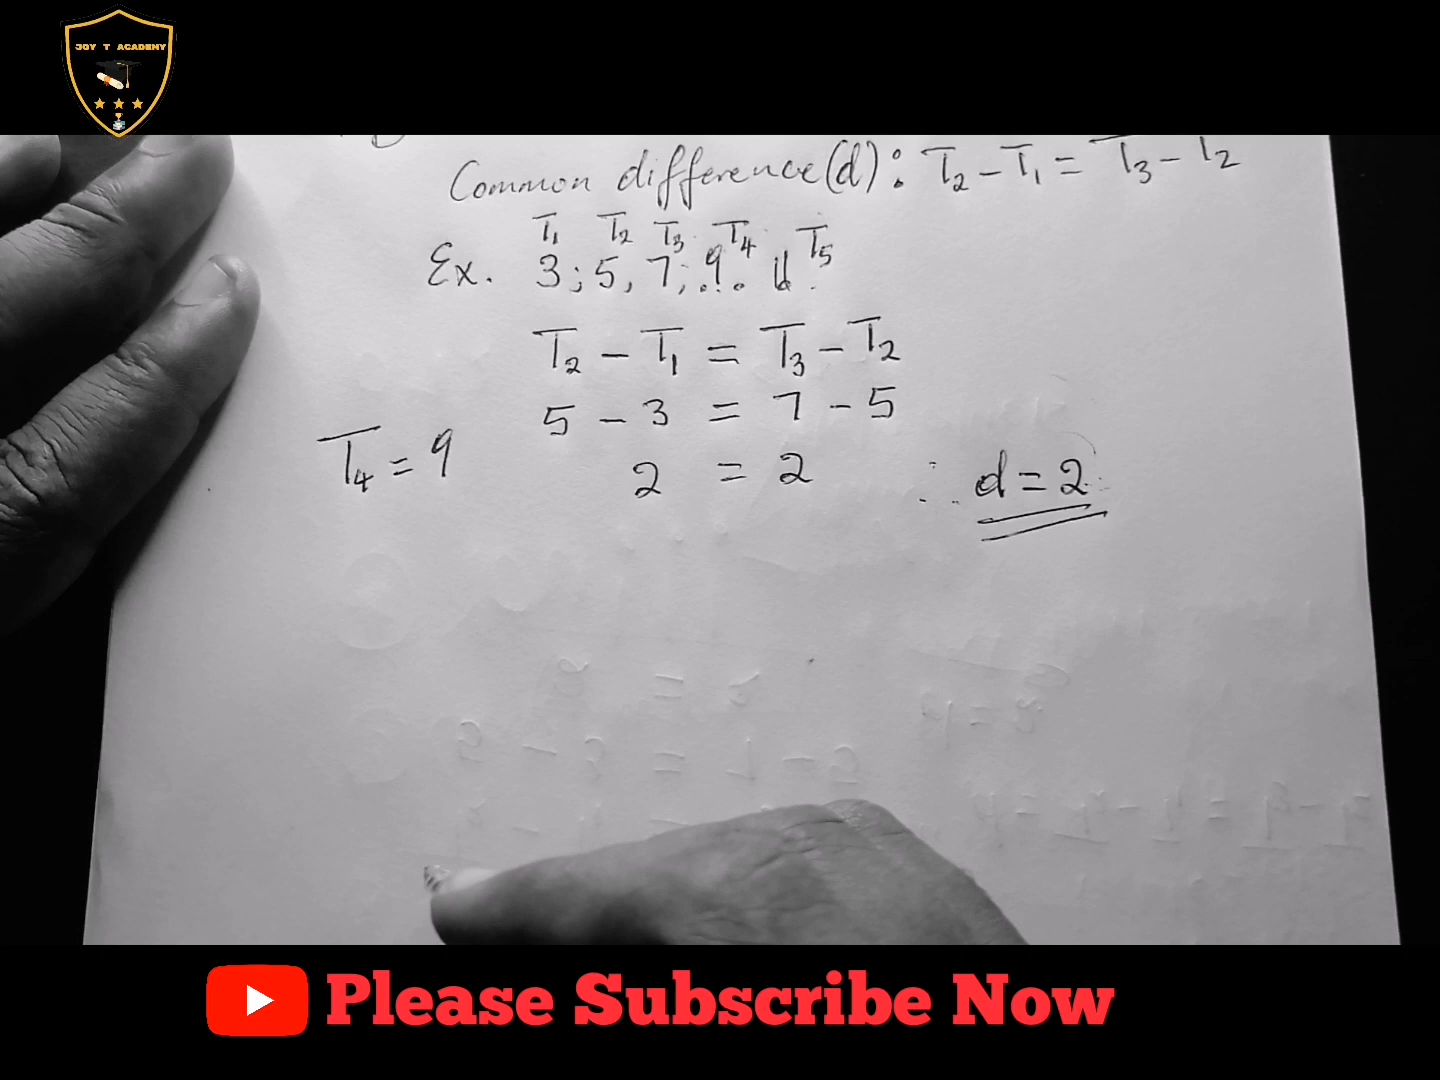 JOY T ACADEMY
Common difference(d): T₂ - T₁ = T₃ - T₂
T₁ T₂ T₃ T₄ T₅
Ex. 3; 5, 7; 9. 11
T₂ - T₁ = T₃ - T₂
5 - 3 = 7 - 5
T₄ = 9
2 = 2 ∴ d = 2
Please Subscribe Now